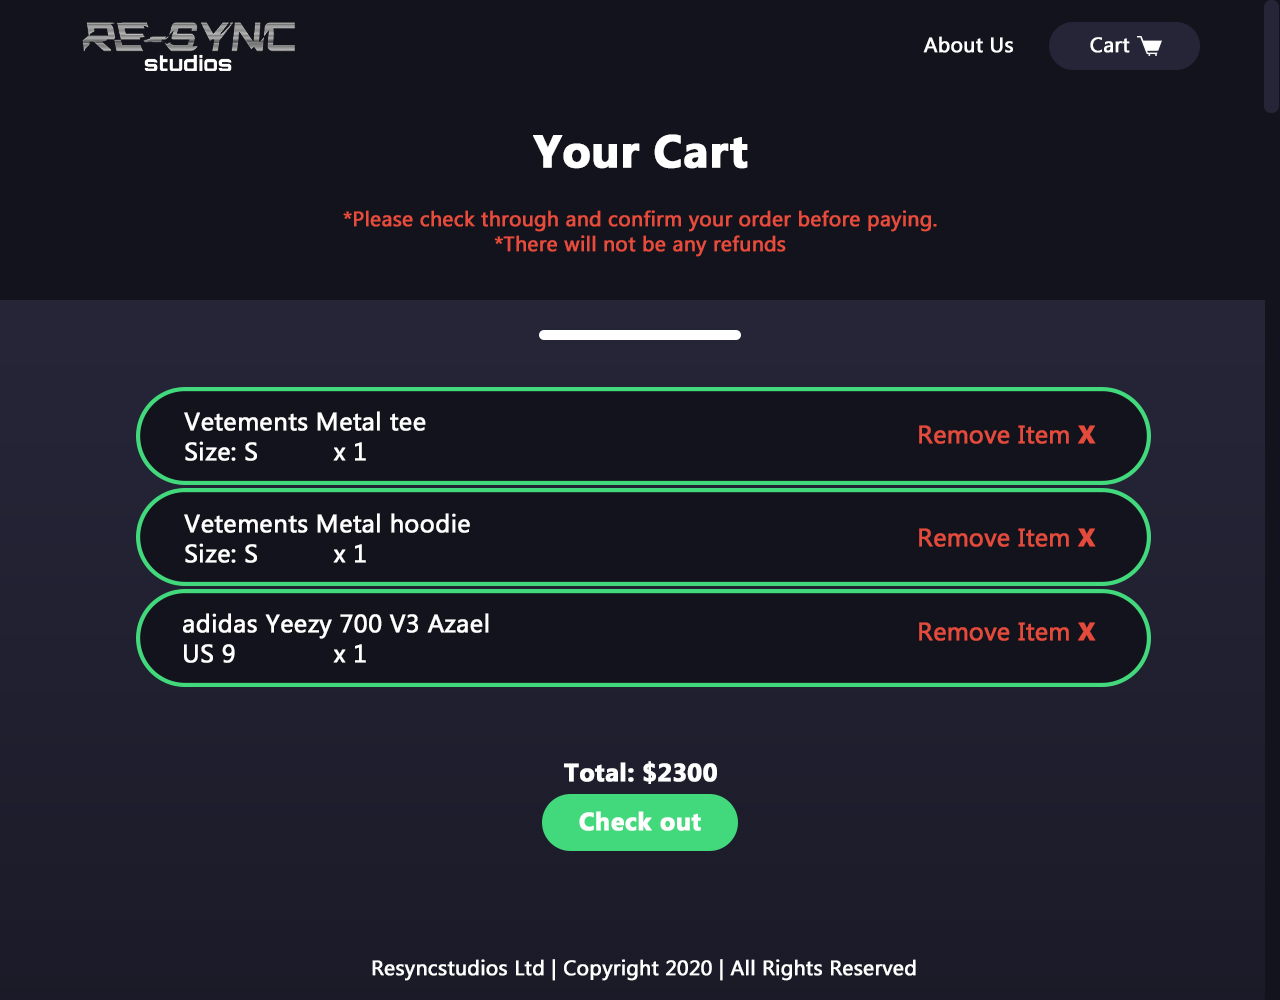 RE-SYNC
studios
About Us
Cart
Your Cart
*Please check through and confirm your order before paying.
*There will not be any refunds
Vetements Metal tee
Size: S x 1
Remove Item X
Vetements Metal hoodie
Size: S x 1
Remove Item X
adidas Yeezy 700 V3 Azael
US 9 x 1
Remove Item X
Total: $2300
Check out
Resyncstudios Ltd | Copyright 2020 | All Rights Reserved